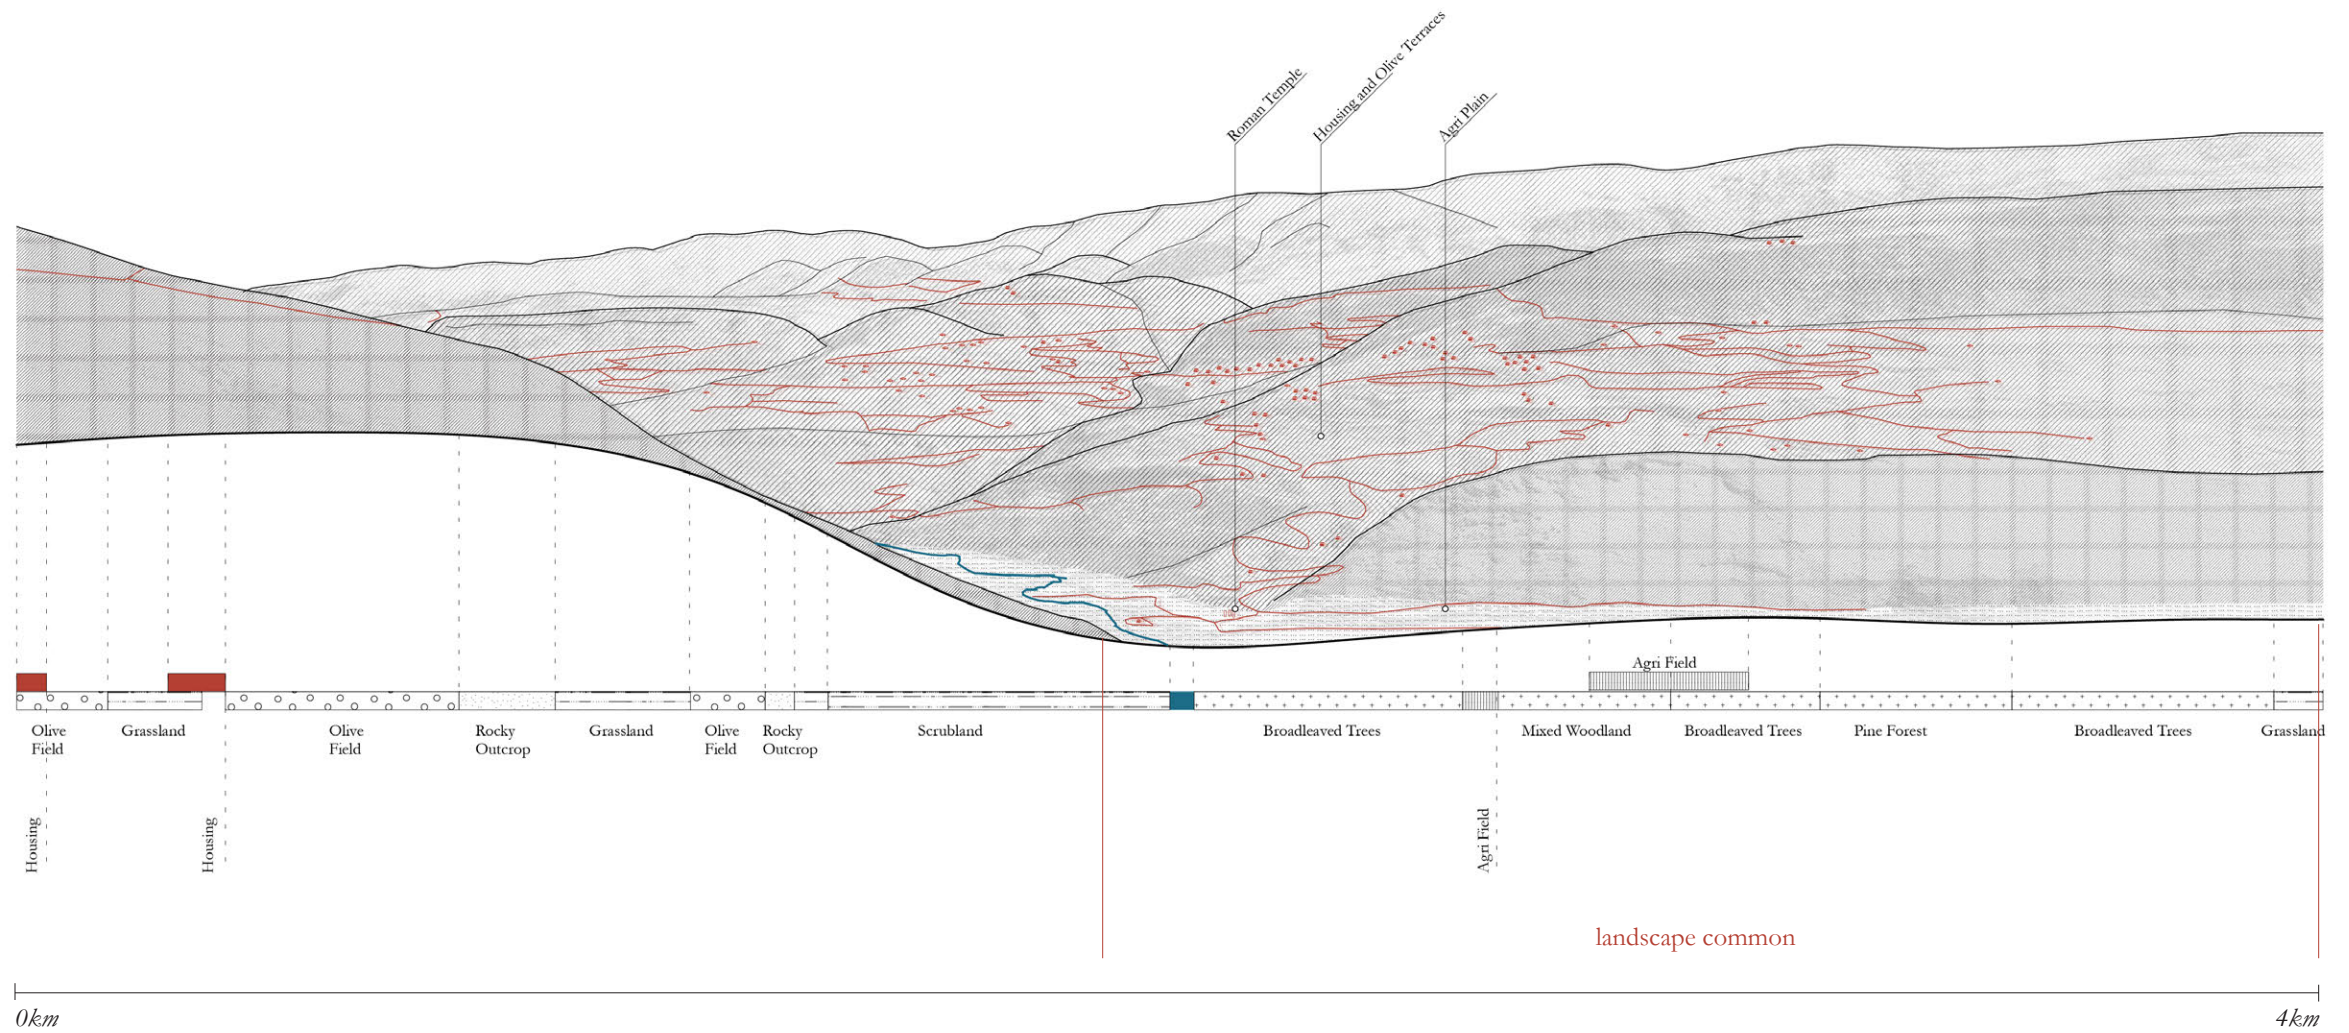 Roman Temple
Housing and Olive Terraces
Agri Plain
Agri Field
Olive
Field
Grassland
Olive
Field
Rocky
Outcrop
Grassland
Olive
Field
Rocky
Outcrop
Scrubland
Broadleaved Trees
Mixed Woodland
Broadleaved Trees
Pine Forest
Broadleaved Trees
Grassland
Housing
Housing
Agri Field
landscape common
0km
4km